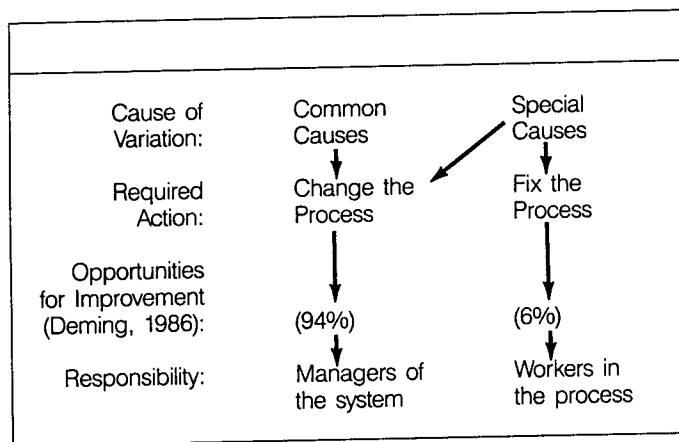 Cause of Variation: Common Causes Special Causes
Required Action: Change the Process Fix the Process
Opportunities for Improvement (Deming, 1986): (94%) (6%)
Responsibility: Managers of the system Workers in the process